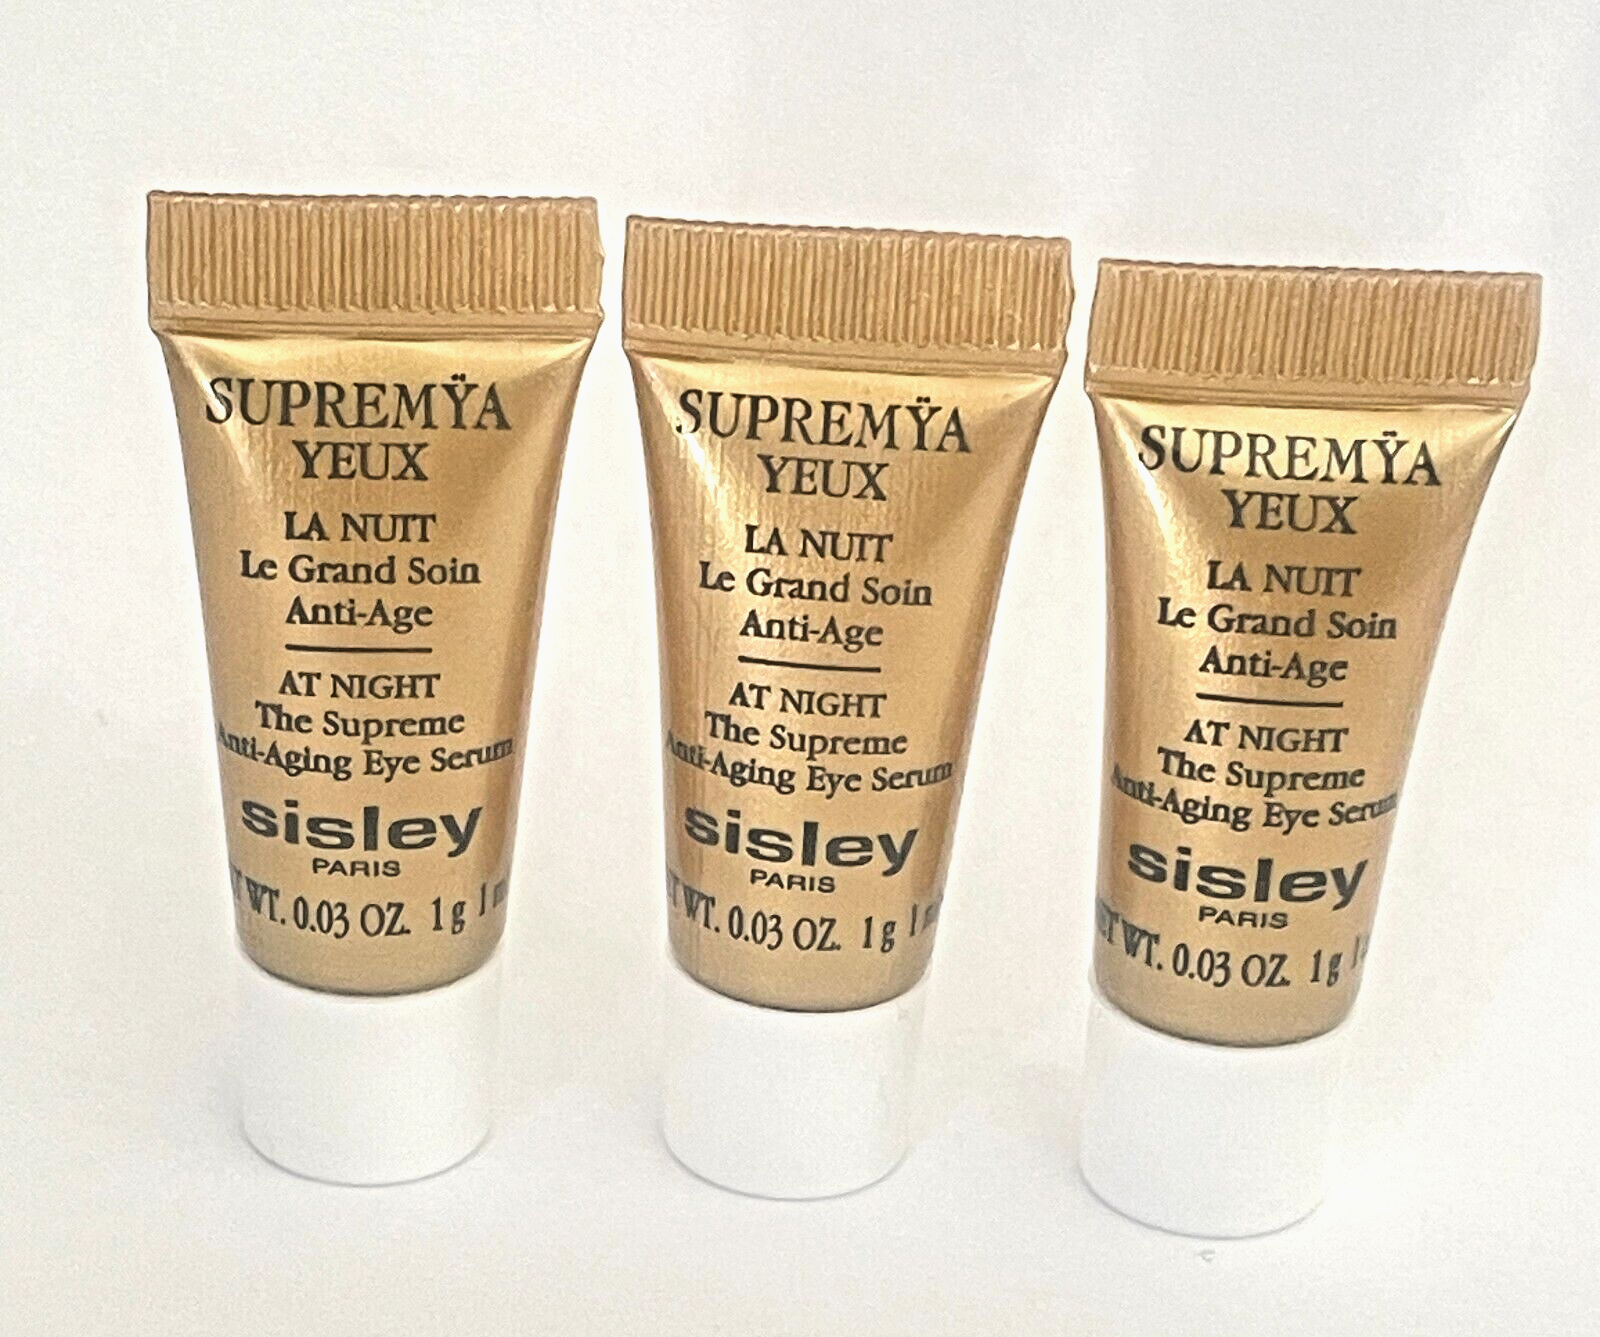 SUPREMŸA
YEUX
LA NUIT
Le Grand Soin
Anti-Age
AT NIGHT
The Supreme
Anti-Aging Eye Serum
sisley
PARIS
WT. 0.03 OZ. 1g 1
SUPREMŸA
YEUX
LA NUIT
Le Grand Soin
Anti-Age
AT NIGHT
The Supreme
Anti-Aging Eye Serum
sisley
PARIS
WT. 0.03 OZ. 1g 1
SUPREMŸA
YEUX
LA NUIT
Le Grand Soin
Anti-Age
AT NIGHT
The Supreme
Anti-Aging Eye Serum
sisley
PARIS
WT. 0.03 OZ. 1g